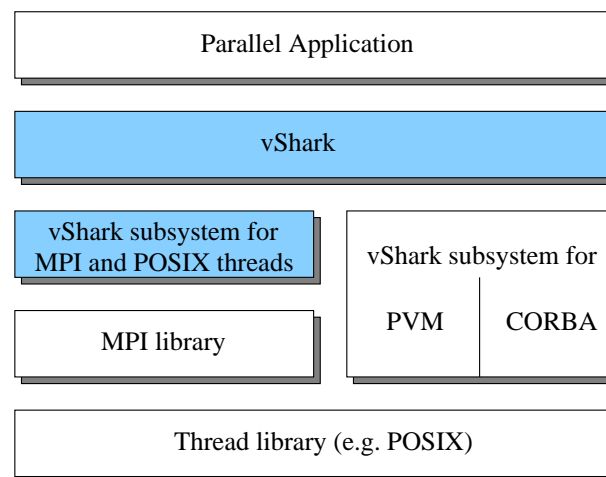 Parallel Application
vShark
vShark subsystem for
MPI and POSIX threads
vShark subsystem for
PVM
CORBA
MPI library
Thread library (e.g. POSIX)